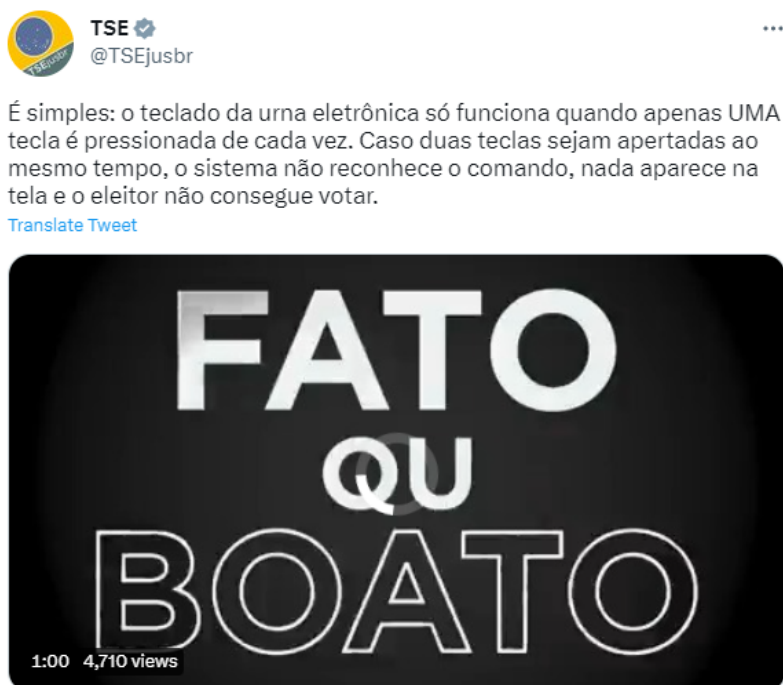 TSE
@TSEjusbr
TSEjusbr
É simples: o teclado da urna eletrônica só funciona quando apenas UMA
tecla é pressionada de cada vez. Caso duas teclas sejam apertadas ao
mesmo tempo, o sistema não reconhece o comando, nada aparece na
tela e o eleitor não consegue votar.
Translate Tweet
FATO
OU
BOATO
1:00 4,710 views